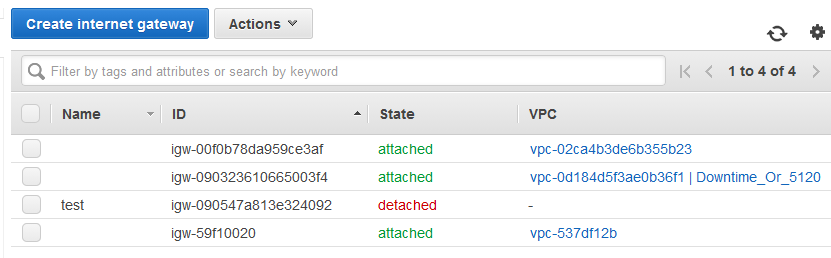 Create internet gateway Actions
Filter by tags and attributes or search by keyword 1 to 4 of 4
Name ID State VPC
igw-00f0b78da959ce3af attached vpc-02ca4b3de6b355b23
igw-090323610665003f4 attached vpc-0d184d5f3ae0b36f1 | Downtime_Or_5120
test igw-090547a813e324092 detached -
igw-59f10020 attached vpc-537df12b